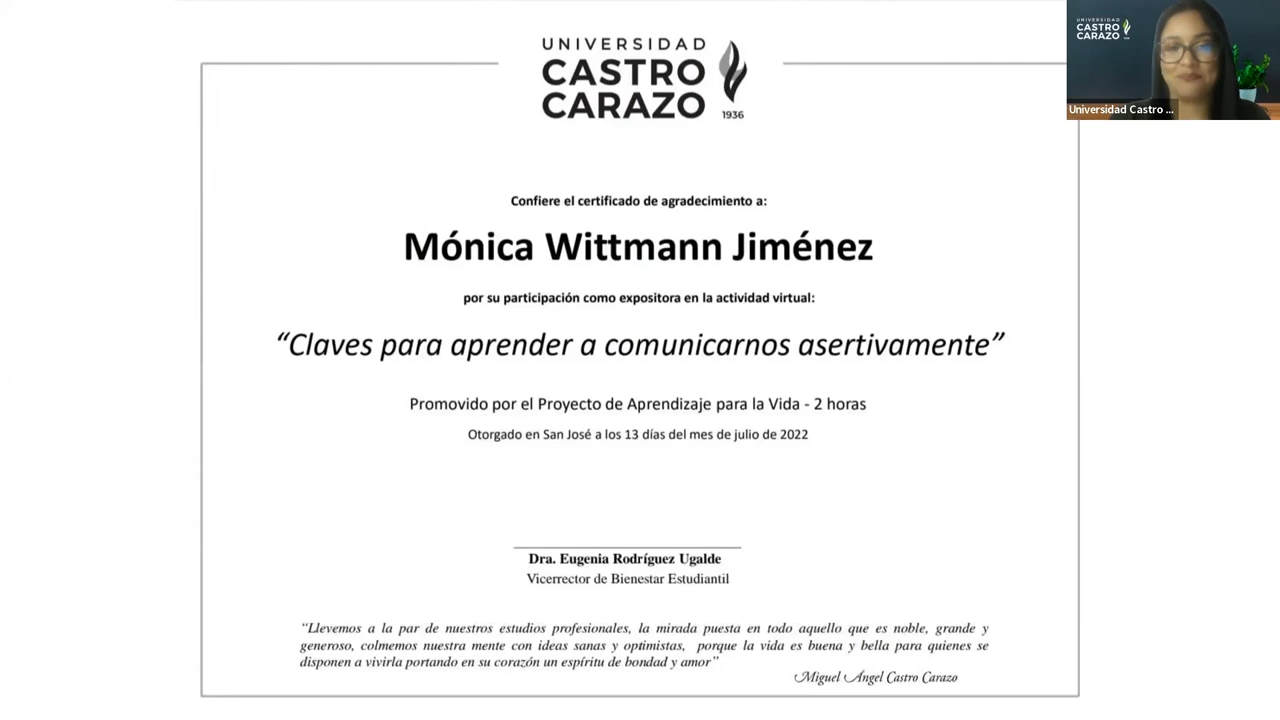 UNIVERSIDAD
CASTRO
CARAZO
1936
UNIVERSIDAD
CASTRO
CARAZO
Universidad Castro ...
Confiere el certificado de agradecimiento a:
Mónica Wittmann Jiménez
por su participación como expositora en la actividad virtual:
“Claves para aprender a comunicarnos asertivamente”
Promovido por el Proyecto de Aprendizaje para la Vida - 2 horas
Otorgado en San José a los 13 días del mes de julio de 2022
Dra. Eugenia Rodríguez Ugalde
Vicerrector de Bienestar Estudiantil
“Llevemos a la par de nuestros estudios profesionales, la mirada puesta en todo aquello que es noble, grande y
generoso, colmemos nuestra mente con ideas sanas y optimistas, porque la vida es buena y bella para quienes se
disponen a vivirla portando en su corazón un espíritu de bondad y amor”
Miguel Ángel Castro Carazo